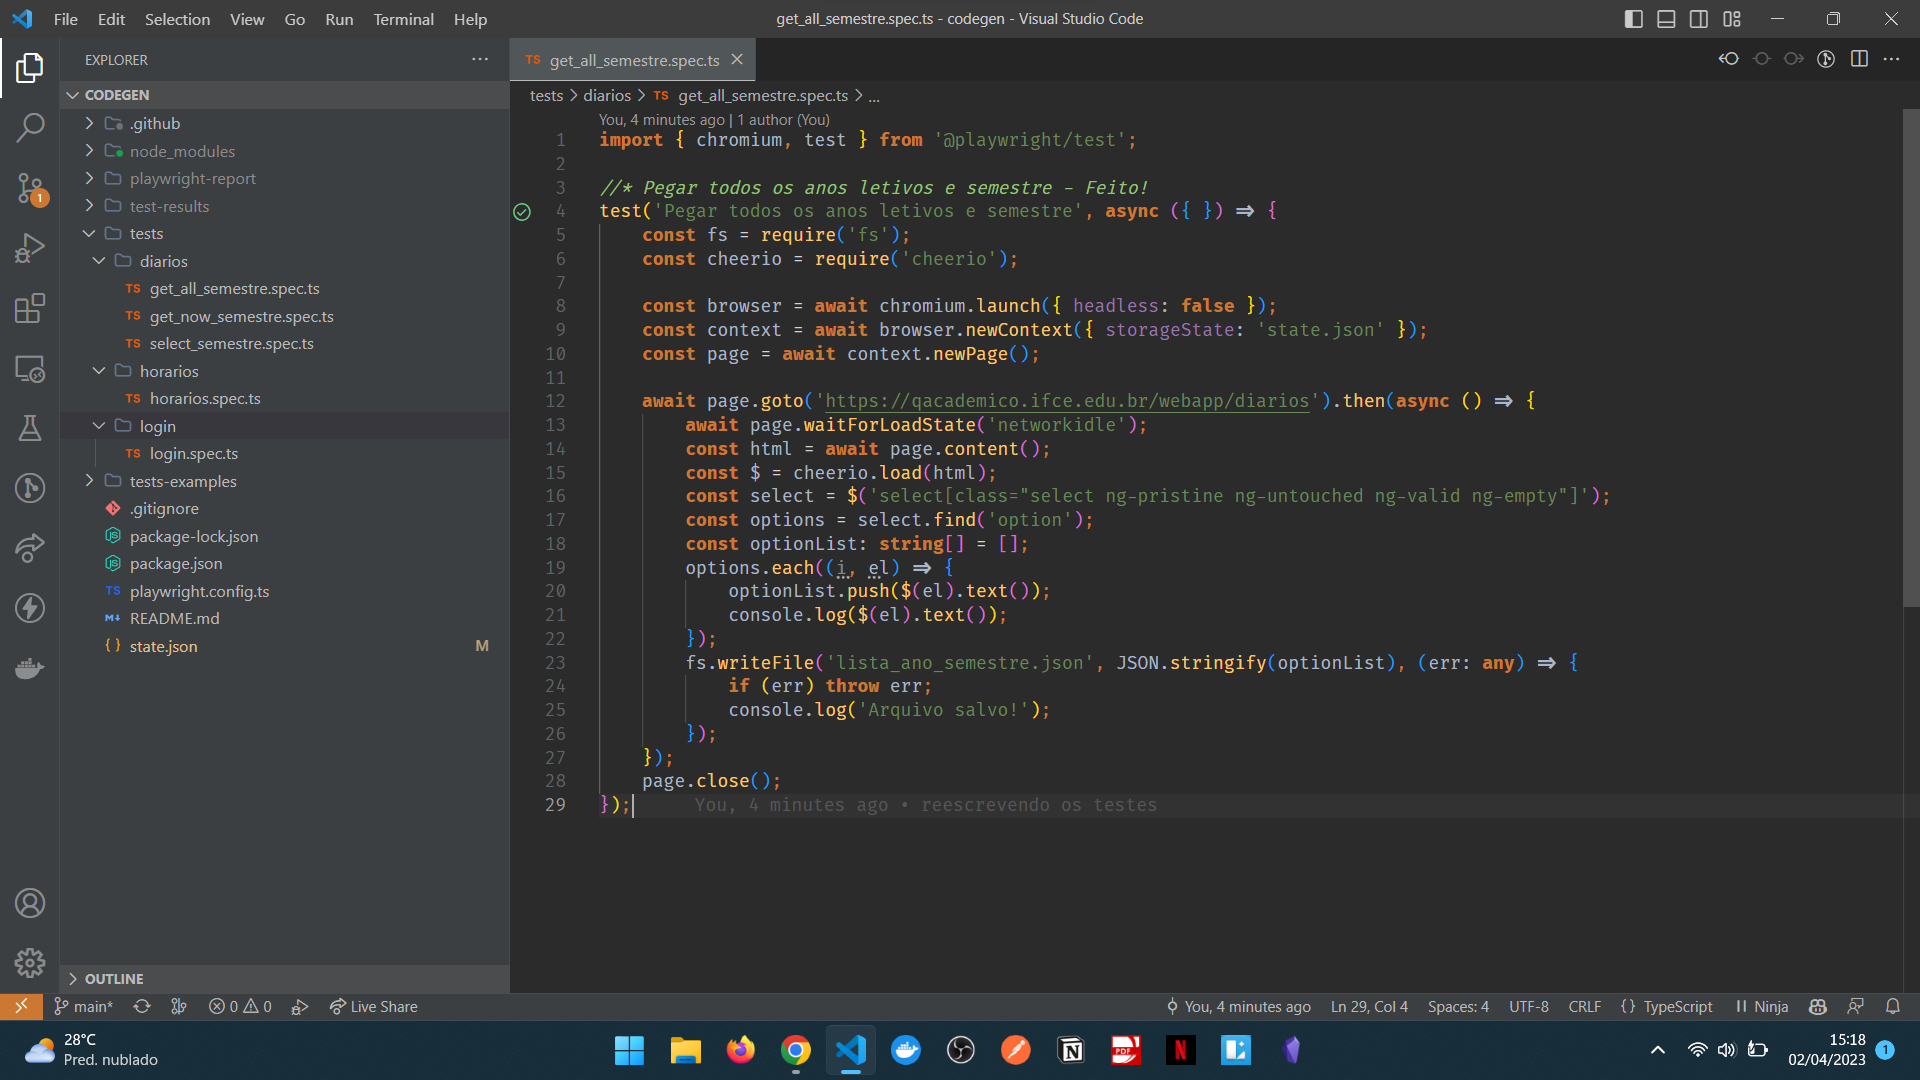 File Edit Selection View Go Run Terminal Help
get_all_semestre.spec.ts - codegen - Visual Studio Code
EXPLORER
CODEGEN
.github
node_modules
playwright-report
test-results
tests
diarios
TS get_all_semestre.spec.ts
TS get_now_semestre.spec.ts
TS select_semestre.spec.ts
horarios
TS horarios.spec.ts
login
TS login.spec.ts
tests-examples
.gitignore
package-lock.json
package.json
TS playwright.config.ts
M↓ README.md
{} state.json M
OUTLINE
1
TS get_all_semestre.spec.ts
tests > diarios > TS get_all_semestre.spec.ts > ...
You, 4 minutes ago | 1 author (You)
1 import { chromium, test } from '@playwright/test';
2
3 //* Pegar todos os anos letivos e semestre - Feito!
4 test('Pegar todos os anos letivos e semestre', async ({ }) => {
5 const fs = require('fs');
6 const cheerio = require('cheerio');
7
8 const browser = await chromium.launch({ headless: false });
9 const context = await browser.newContext({ storageState: 'state.json' });
10 const page = await context.newPage();
11
12 await page.goto('https://qacademico.ifce.edu.br/webapp/diarios').then(async () => {
13 await page.waitForLoadState('networkidle');
14 const html = await page.content();
15 const $ = cheerio.load(html);
16 const select = $('select[class="select ng-pristine ng-untouched ng-valid ng-empty"]');
17 const options = select.find('option');
18 const optionList: string[] = [];
19 options.each((i, el) => {
20 optionList.push($(el).text());
21 console.log($(el).text());
22 });
23 fs.writeFile('lista_ano_semestre.json', JSON.stringify(optionList), (err: any) => {
24 if (err) throw err;
25 console.log('Arquivo salvo!');
26 });
27 });
28 page.close();
29 }); You, 4 minutes ago • reescrevendo os testes
main* 0 0 Live Share
You, 4 minutes ago Ln 29, Col 4 Spaces: 4 UTF-8 CRLF {} TypeScript Ninja
28°C
Pred. nublado
N
PDF
N
15:18
02/04/2023
1